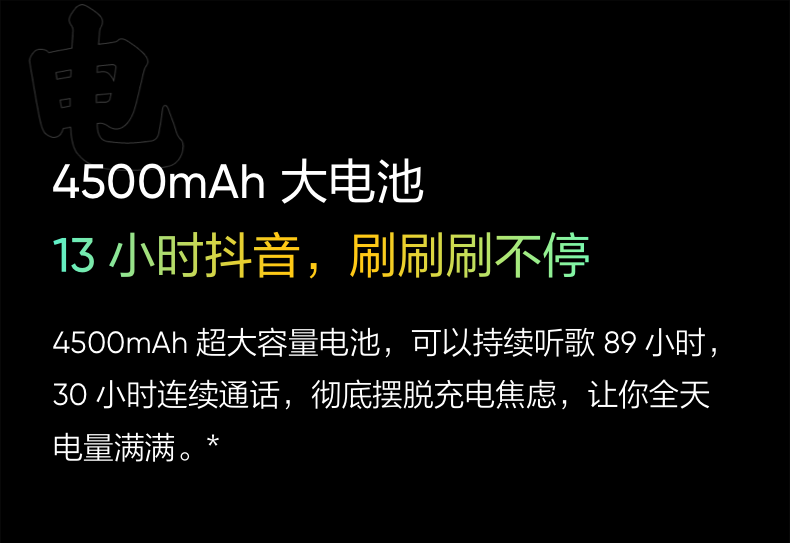 电
4500mAh 大电池
13 小时抖音，刷刷刷不停
4500mAh 超大容量电池，可以持续听歌 89 小时，
30 小时连续通话，彻底摆脱充电焦虑，让你全天
电量满满。*